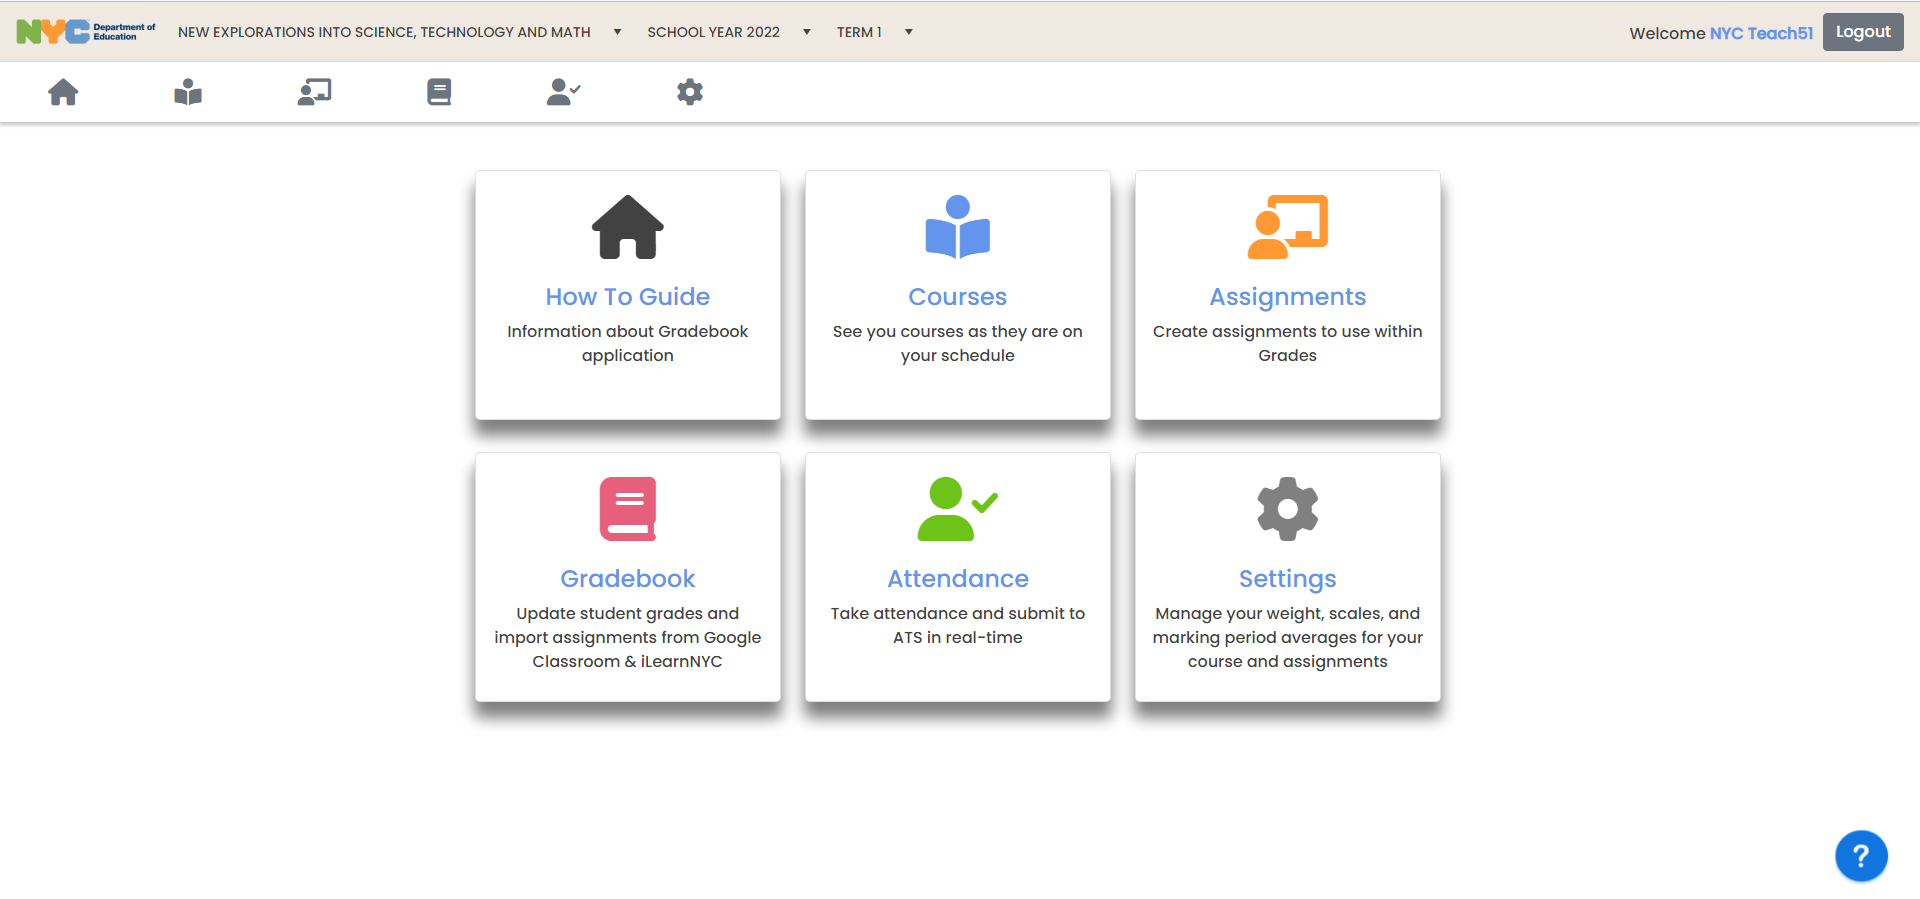 NYC Department of
Education
NEW EXPLORATIONS INTO SCIENCE, TECHNOLOGY AND MATH
SCHOOL YEAR 2022
TERM 1
Welcome NYC Teach51
Logout
How To Guide
Information about Gradebook
application
Courses
See you courses as they are on
your schedule
Assignments
Create assignments to use within
Grades
Gradebook
Update student grades and
import assignments from Google
Classroom & iLearnNYC
Attendance
Take attendance and submit to
ATS in real-time
Settings
Manage your weight, scales, and
marking period averages for your
course and assignments
?